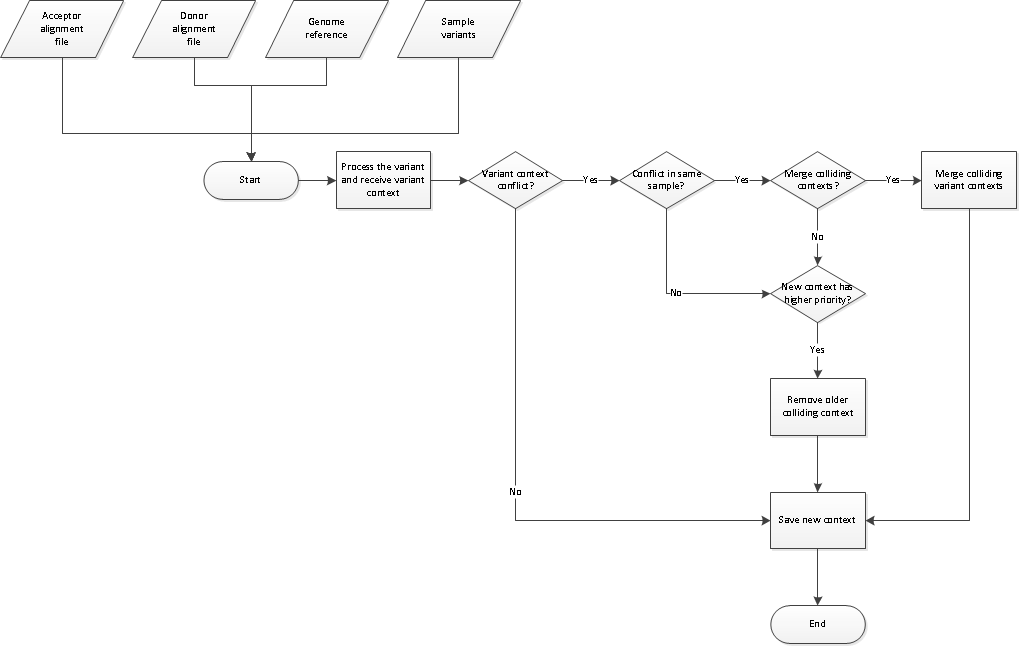 Acceptor
alignment
file
Donor
alignment
file
Genome
reference
Sample
variants
Start
Process the variant
and receive variant
context
Variant context
conflict?
Yes
Conflict in same
sample?
Yes
Merge colliding
contexts?
Yes
Merge colliding
variant contexts
No
No
New context has
higher priority?
Yes
Remove older
colliding context
No
Save new context
End